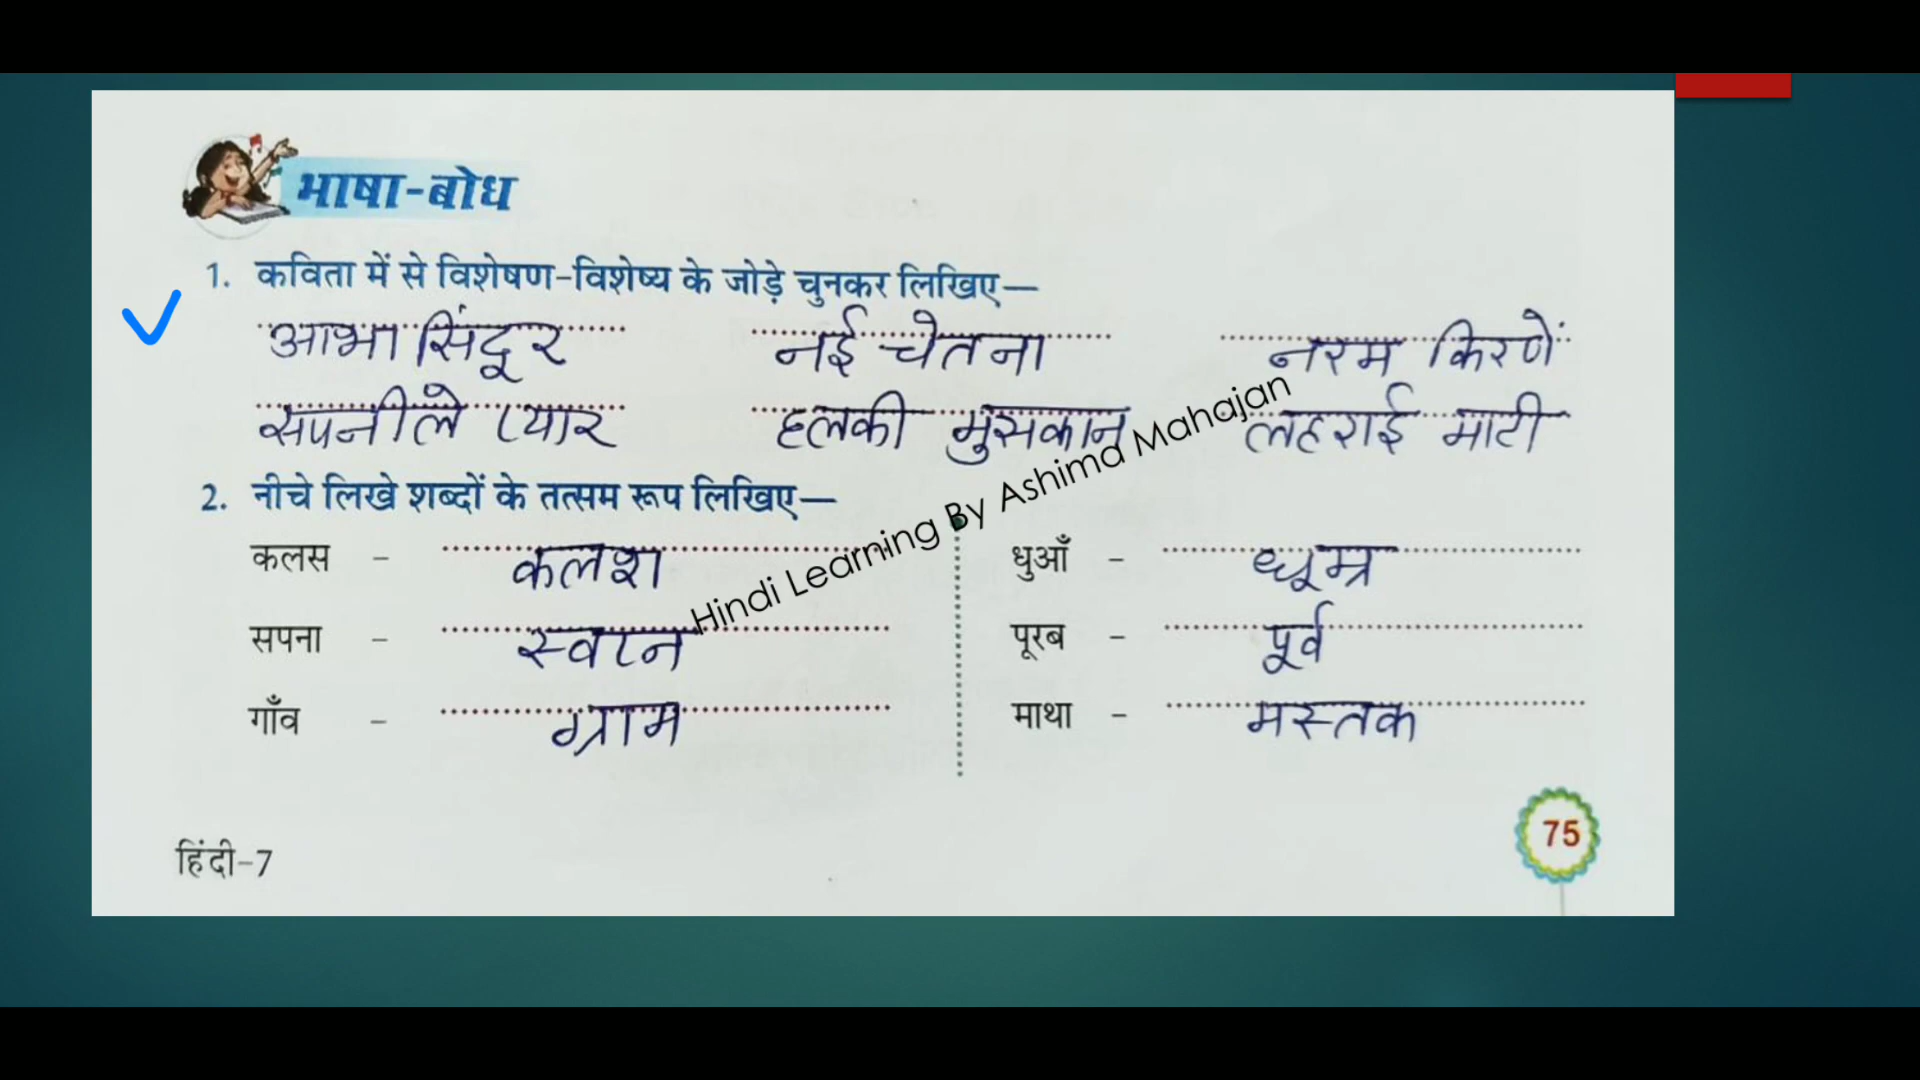 भाषा-बोध
1. कविता में से विशेषण-विशेष्य के जोड़े चुनकर लिखिए—
आभा सिंदूर नई चेतना नरम किरणें
सपनीले प्यार हलकी मुसकान लहराई माटी
2. नीचे लिखे शब्दों के तत्सम रूप लिखिए—
कलस - कलश धुआँ - धूम्र
सपना - स्वप्न पूरब - पूर्व
गाँव - ग्राम माथा - मस्तक
Hindi Learning By Ashima Mahajan
हिंदी-7
75